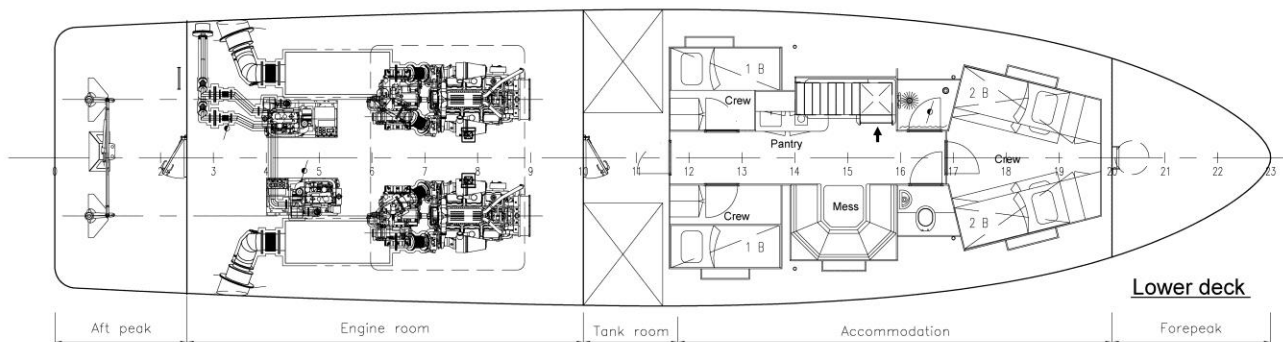 1 B
Crew
2 B
Pantry
Crew
0 3 4 5 6 7 8 9 10 11 12 13 14 15 16 17 18 19 20 21 22 23
Mess
Crew
1 B
2 B
Lower deck
Aft peak Engine room Tank room Accommodation Forepeak